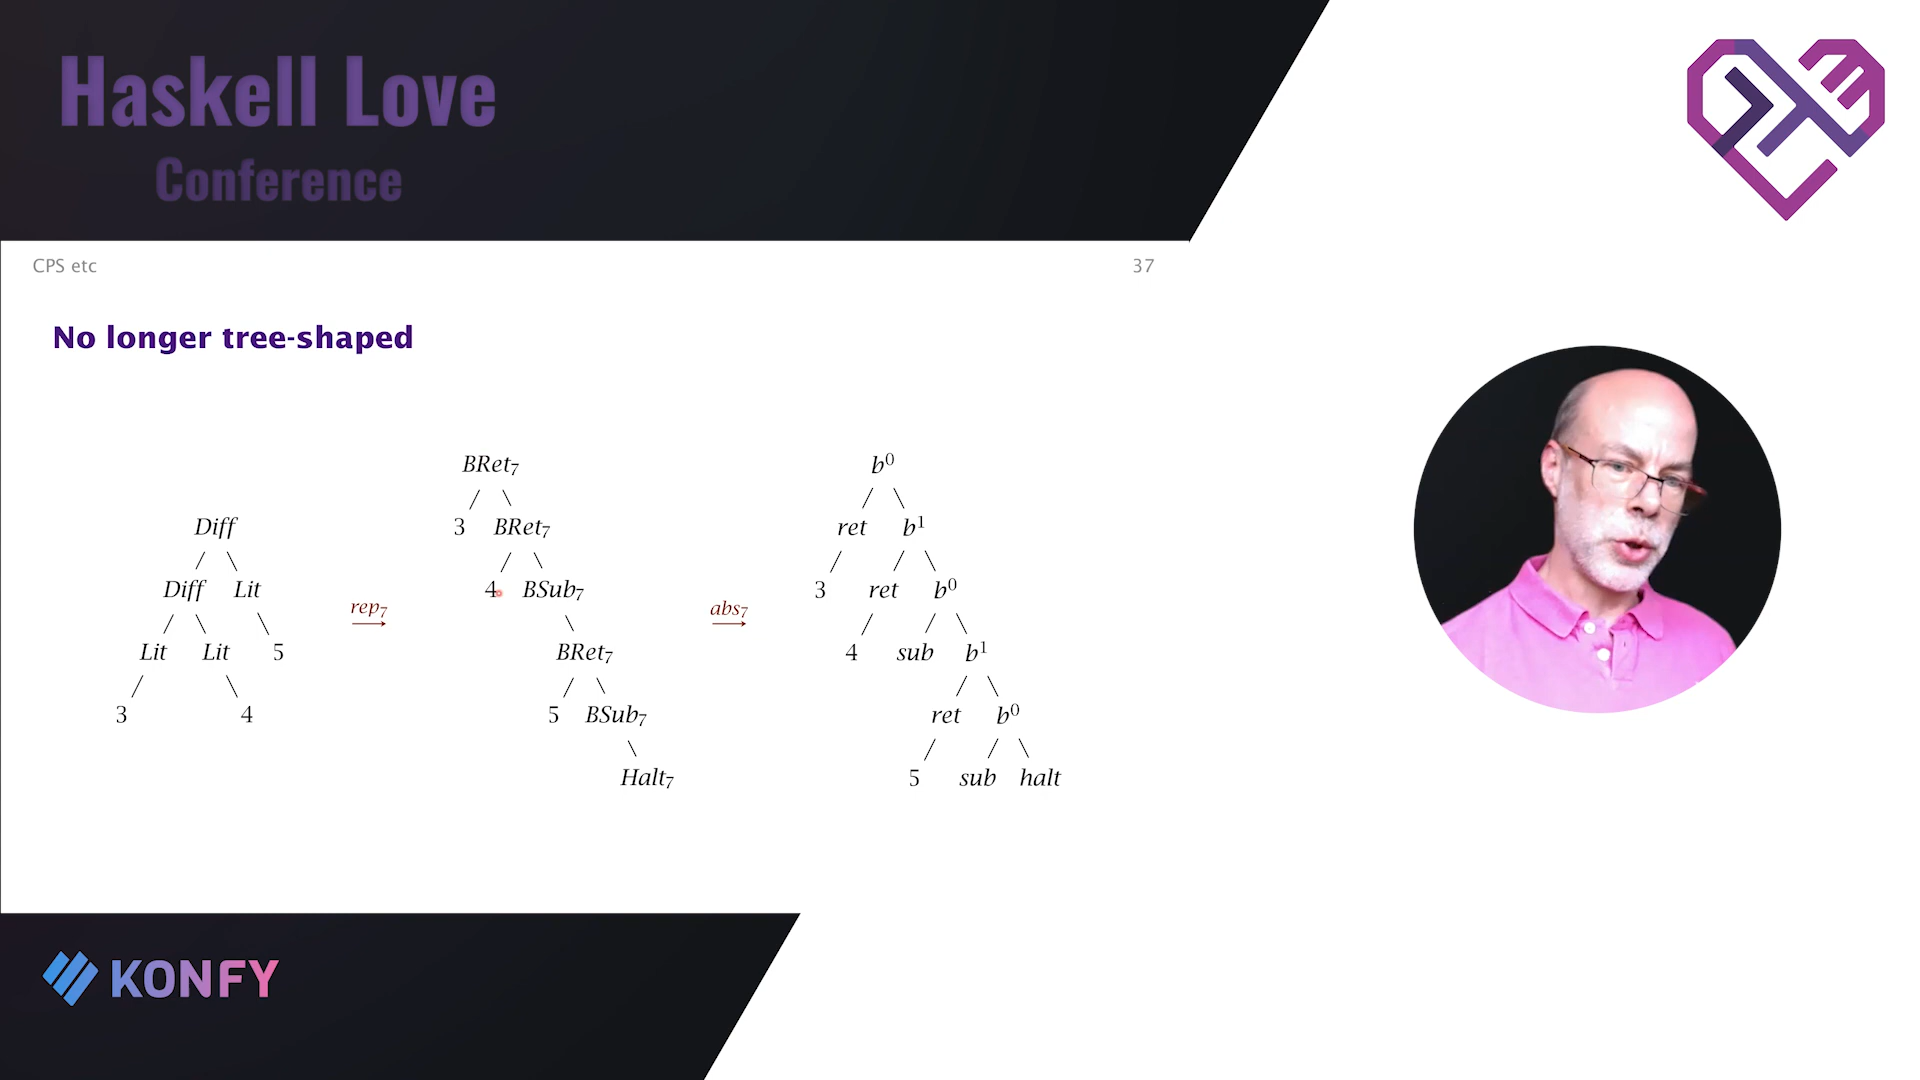 Haskell Love
Conference
CPS etc
37
No longer tree-shaped
Diff
Diff Lit
Lit Lit 5
3 4
rep₇
BRet₇
3 BRet₇
4 BSub₇
BRet₇
5 BSub₇
Halt₇
abs₇
b⁰
ret b¹
3 ret b⁰
4 sub b¹
ret b⁰
5 sub halt
KONFY